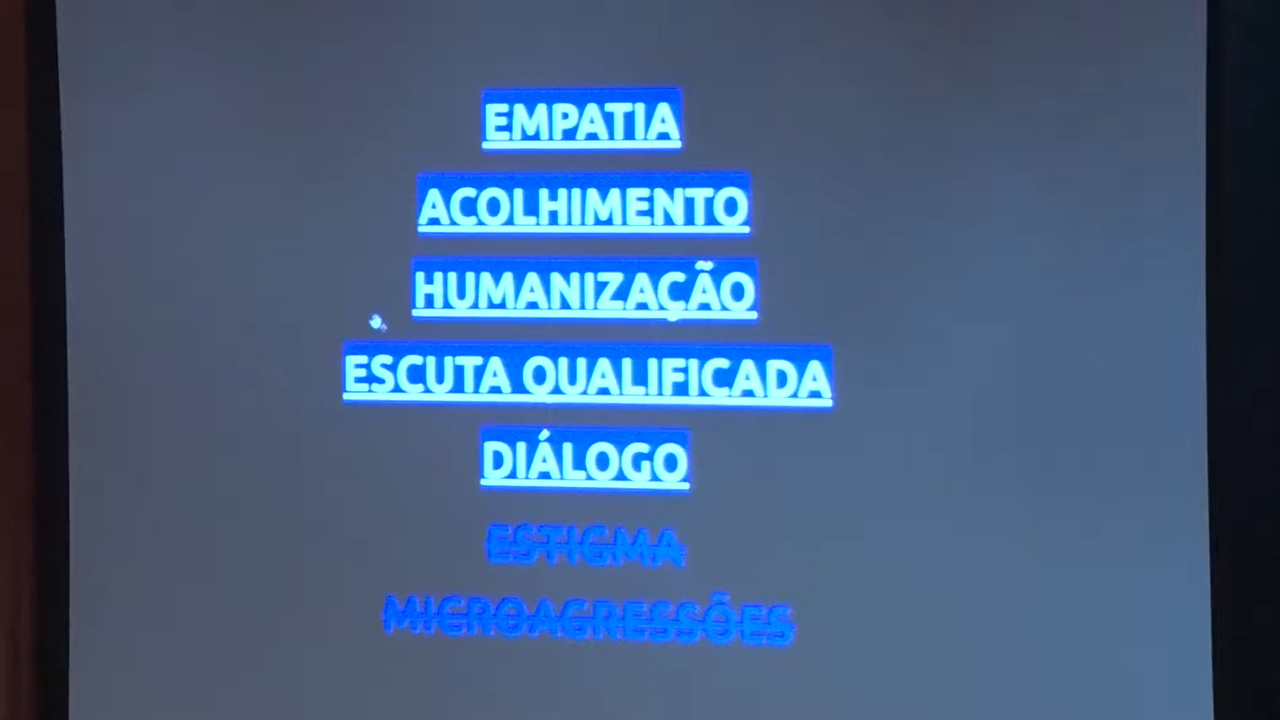 EMPATIA
ACOLHIMENTO
HUMANIZAÇÃO
ESCUTA QUALIFICADA
DIÁLOGO
ESTIGMA
MICROAGRESSÕES